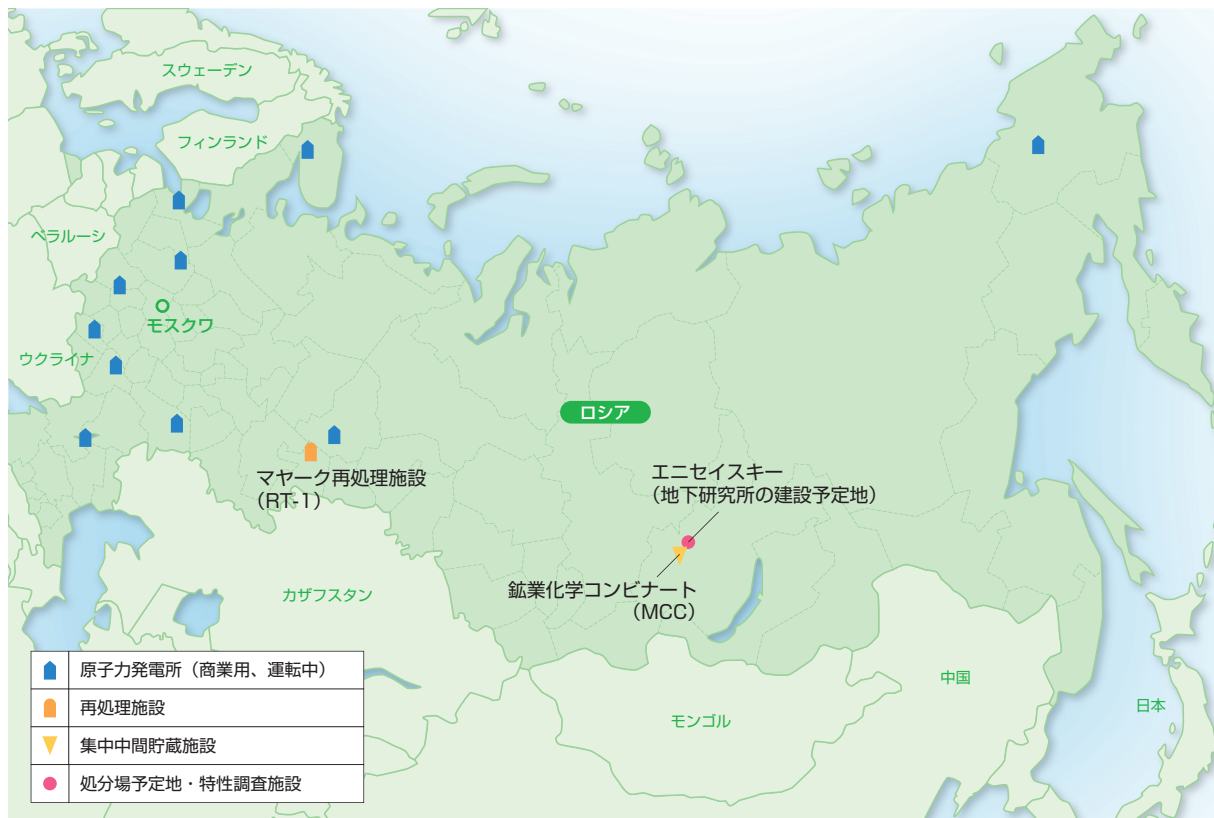 スウェーデン
フィンランド
ベラルーシ
モスクワ
ウクライナ
ロシア
マヤーク再処理施設
（RT-1）
エニセイスキー
（地下研究所の建設予定地）
鉱業化学コンビナート
（MCC）
カザフスタン
モンゴル
中国
日本
原子力発電所（商業用、運転中）
再処理施設
集中中間貯蔵施設
処分場予定地・特性調査施設